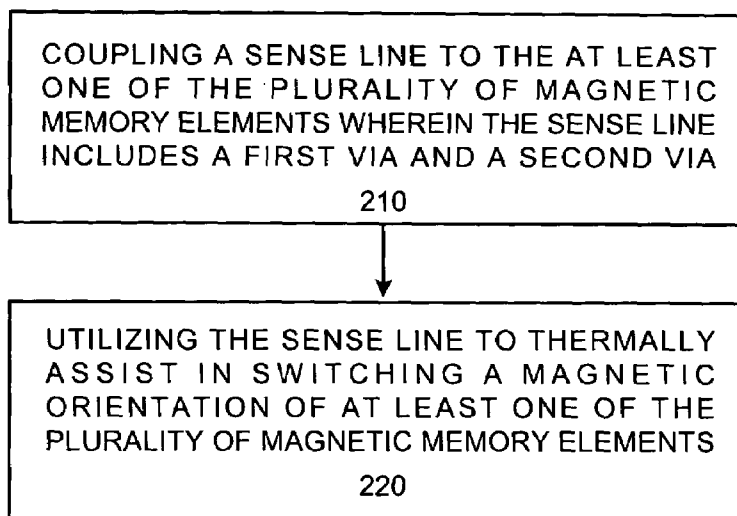 COUPLING A SENSE LINE TO THE AT LEAST
ONE OF THE PLURALITY OF MAGNETIC
MEMORY ELEMENTS WHEREIN THE SENSE LINE
INCLUDES A FIRST VIA AND A SECOND VIA
210
UTILIZING THE SENSE LINE TO THERMALLY
ASSIST IN SWITCHING A MAGNETIC
ORIENTATION OF AT LEAST ONE OF THE
PLURALITY OF MAGNETIC MEMORY ELEMENTS
220